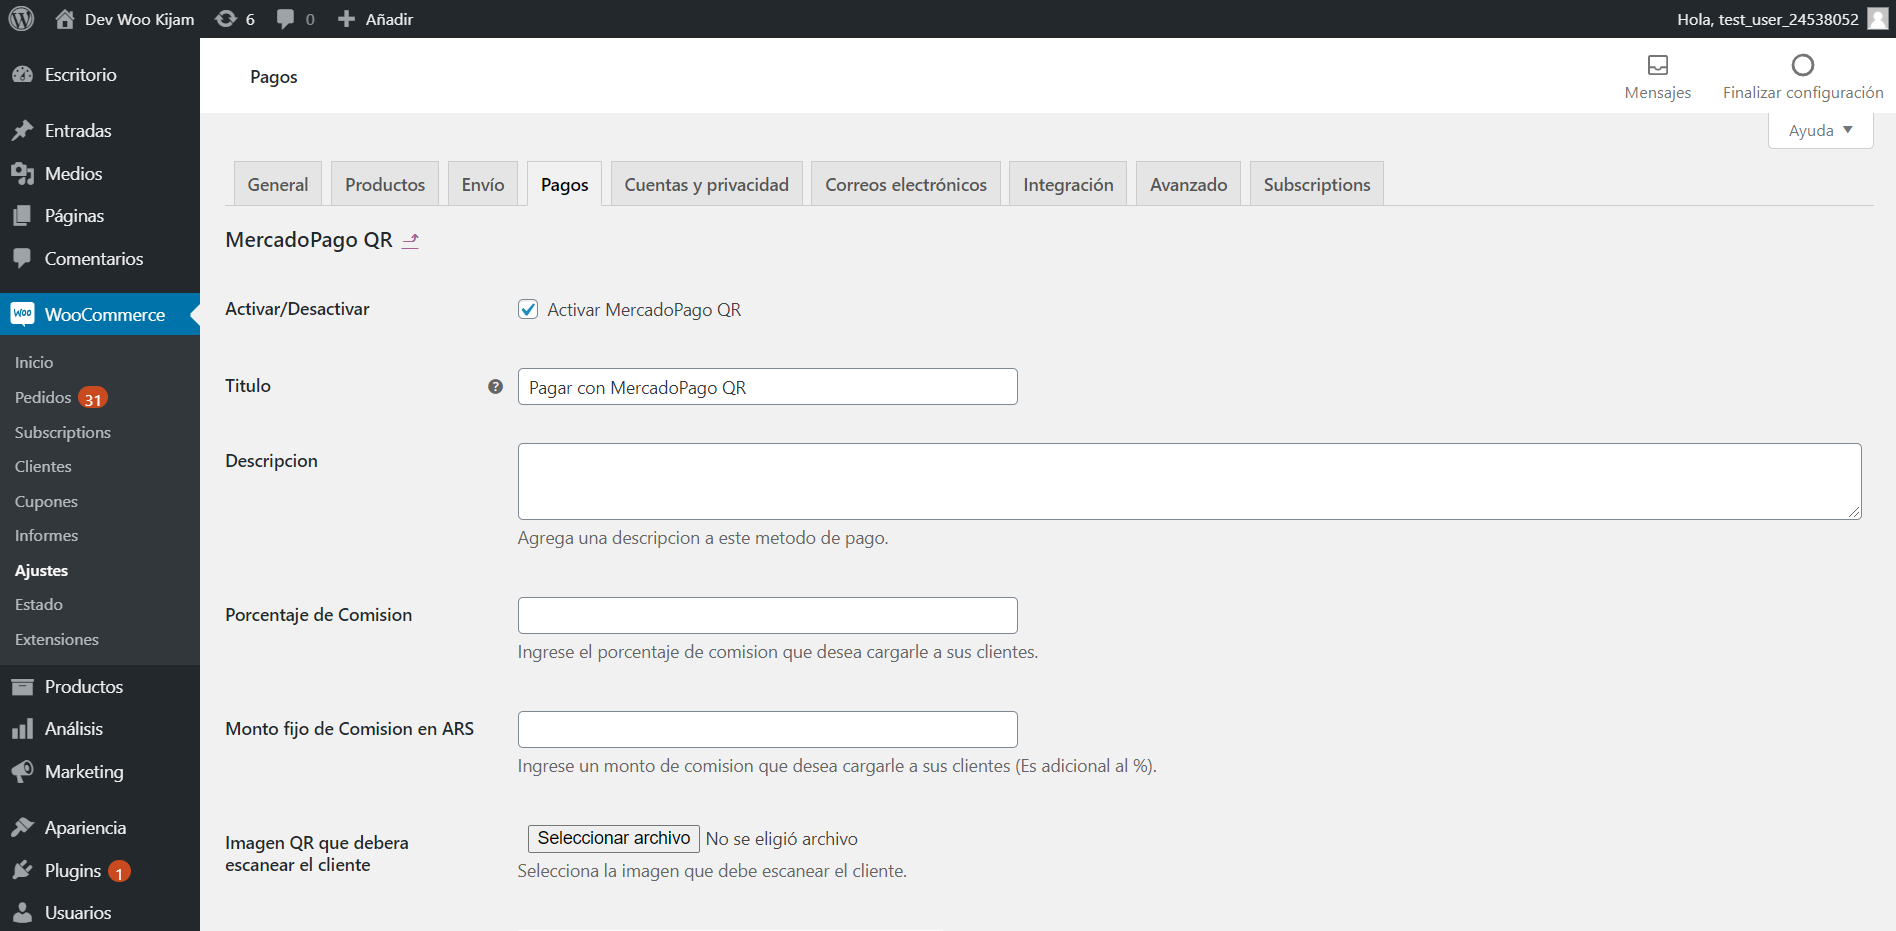 Dev Woo Kijam
6
0
Añadir
Hola, test_user_24538052
Escritorio
Entradas
Medios
Páginas
Comentarios
Woo
WooCommerce
Inicio
Pedidos 31
Subscriptions
Clientes
Cupones
Informes
Ajustes
Estado
Extensiones
Productos
Análisis
Marketing
Apariencia
Plugins 1
Usuarios
Pagos
Mensajes
Finalizar configuración
Ayuda
General
Productos
Envío
Pagos
Cuentas y privacidad
Correos electrónicos
Integración
Avanzado
Subscriptions
MercadoPago QR
Activar/Desactivar
Activar MercadoPago QR
Titulo
?
Pagar con MercadoPago QR
Descripcion
Agrega una descripcion a este metodo de pago.
Porcentaje de Comision
Ingrese el porcentaje de comision que desea cargarle a sus clientes.
Monto fijo de Comision en ARS
Ingrese un monto de comision que desea cargarle a sus clientes (Es adicional al %).
Imagen QR que debera
escanear el cliente
Seleccionar archivo No se eligió archivo
Selecciona la imagen que debe escanear el cliente.